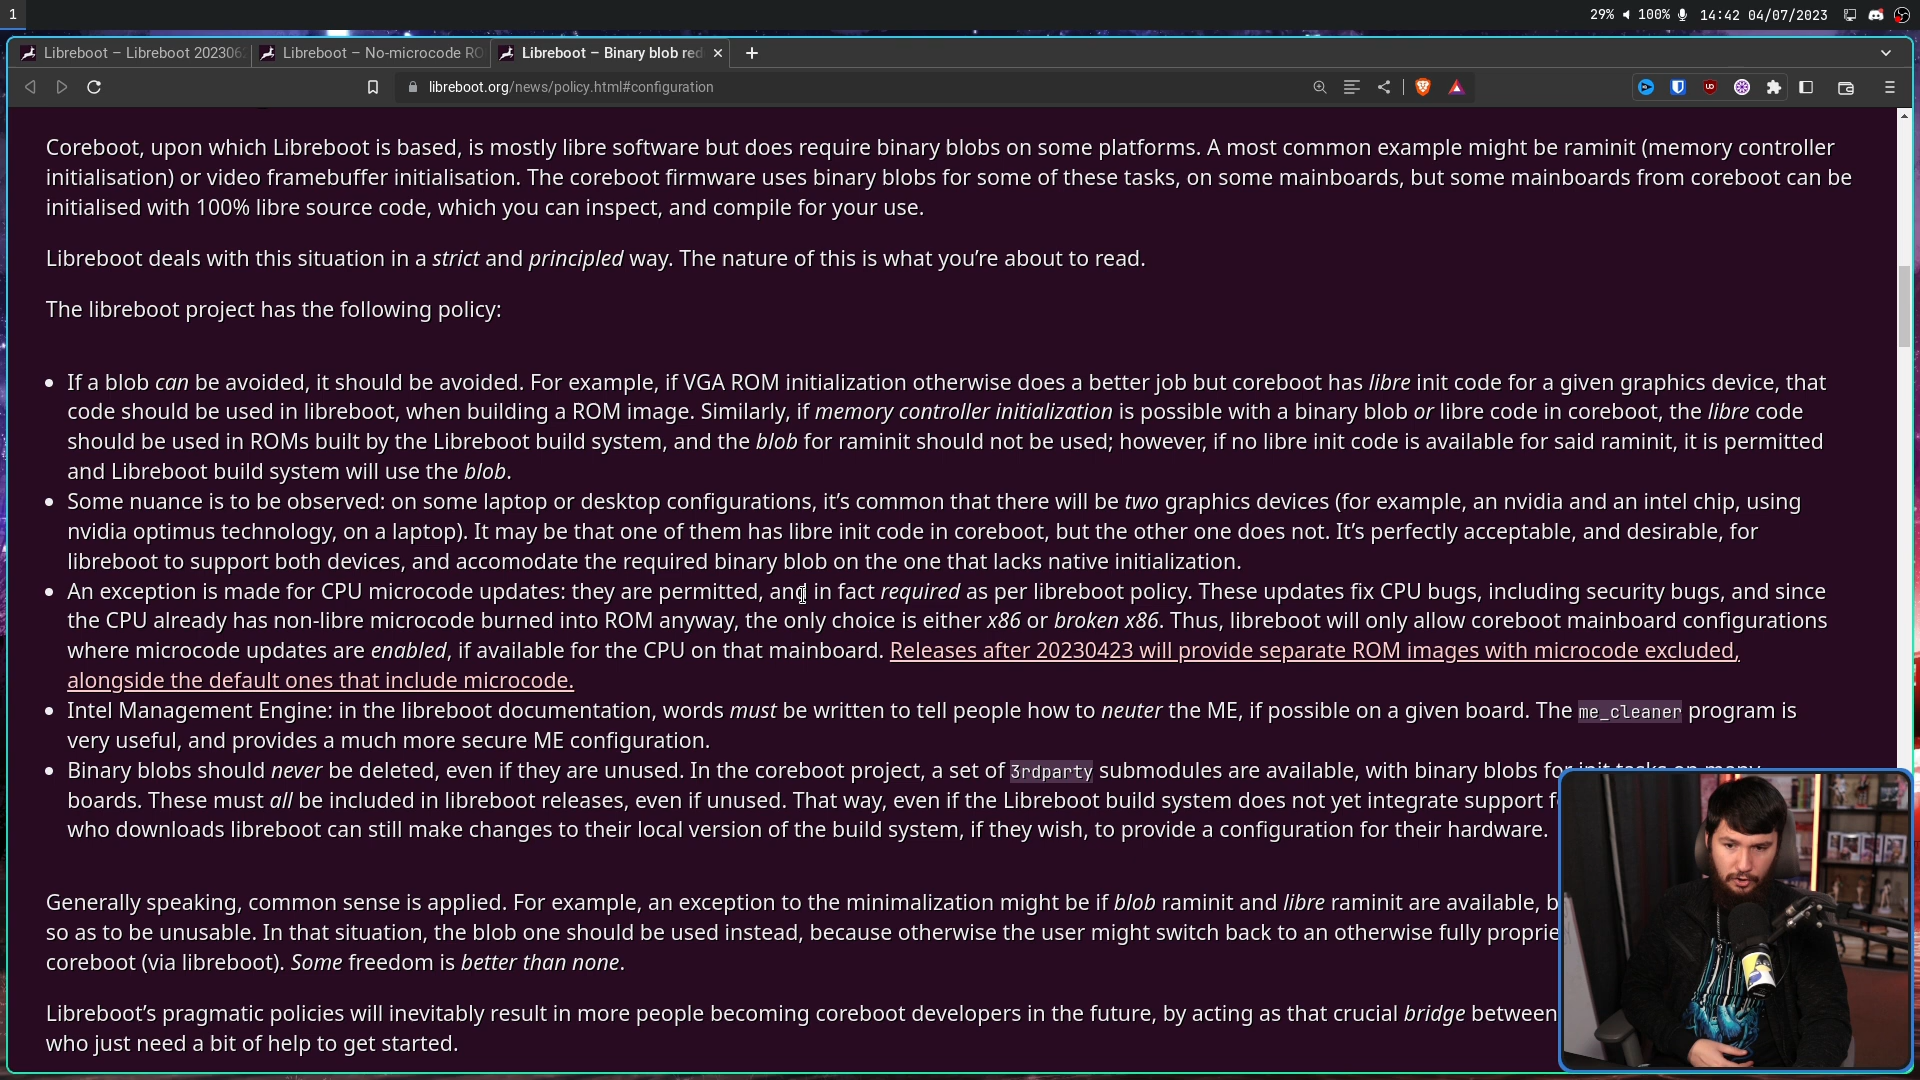 1
29% 100% 14:42 04/07/2023
Libreboot – Libreboot 202306
Libreboot – No-microcode RO
Libreboot – Binary blob red
libreboot.org/news/policy.html#configuration
Coreboot, upon which Libreboot is based, is mostly libre software but does require binary blobs on some platforms. A most common example might be raminit (memory controller
initialisation) or video framebuffer initialisation. The coreboot firmware uses binary blobs for some of these tasks, on some mainboards, but some mainboards from coreboot can be
initialised with 100% libre source code, which you can inspect, and compile for your use.
Libreboot deals with this situation in a strict and principled way. The nature of this is what you’re about to read.
The libreboot project has the following policy:
• If a blob can be avoided, it should be avoided. For example, if VGA ROM initialization otherwise does a better job but coreboot has libre init code for a given graphics device, that
code should be used in libreboot, when building a ROM image. Similarly, if memory controller initialization is possible with a binary blob or libre code in coreboot, the libre code
should be used in ROMs built by the Libreboot build system, and the blob for raminit should not be used; however, if no libre init code is available for said raminit, it is permitted
and Libreboot build system will use the blob.
• Some nuance is to be observed: on some laptop or desktop configurations, it’s common that there will be two graphics devices (for example, an nvidia and an intel chip, using
nvidia optimus technology, on a laptop). It may be that one of them has libre init code in coreboot, but the other one does not. It’s perfectly acceptable, and desirable, for
libreboot to support both devices, and accomodate the required binary blob on the one that lacks native initialization.
• An exception is made for CPU microcode updates: they are permitted, and in fact required as per libreboot policy. These updates fix CPU bugs, including security bugs, and since
the CPU already has non-libre microcode burned into ROM anyway, the only choice is either x86 or broken x86. Thus, libreboot will only allow coreboot mainboard configurations
where microcode updates are enabled, if available for the CPU on that mainboard. Releases after 20230423 will provide separate ROM images with microcode excluded,
alongside the default ones that include microcode.
• Intel Management Engine: in the libreboot documentation, words must be written to tell people how to neuter the ME, if possible on a given board. The me_cleaner program is
very useful, and provides a much more secure ME configuration.
• Binary blobs should never be deleted, even if they are unused. In the coreboot project, a set of 3rdparty submodules are available, with binary blobs for init tasks on many
boards. These must all be included in libreboot releases, even if unused. That way, even if the Libreboot build system does not yet integrate support f
who downloads libreboot can still make changes to their local version of the build system, if they wish, to provide a configuration for their hardware.
Generally speaking, common sense is applied. For example, an exception to the minimalization might be if blob raminit and libre raminit are available, b
so as to be unusable. In that situation, the blob one should be used instead, because otherwise the user might switch back to an otherwise fully proprie
coreboot (via libreboot). Some freedom is better than none.
Libreboot’s pragmatic policies will inevitably result in more people becoming coreboot developers in the future, by acting as that crucial bridge between
who just need a bit of help to get started.